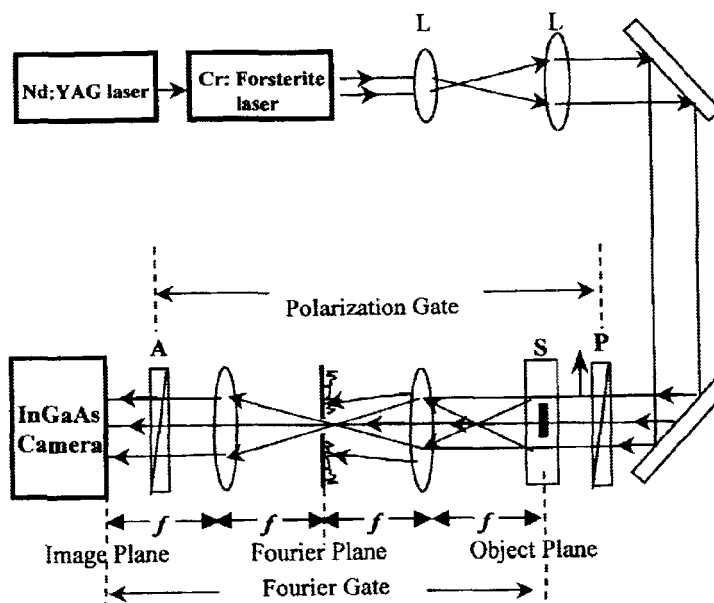 L
L
Nd:YAG laser
Cr: Forsterite
laser
Polarization Gate
A
S
P
InGaAs
Camera
f
f
f
f
Image Plane
Fourier Plane
Object Plane
Fourier Gate